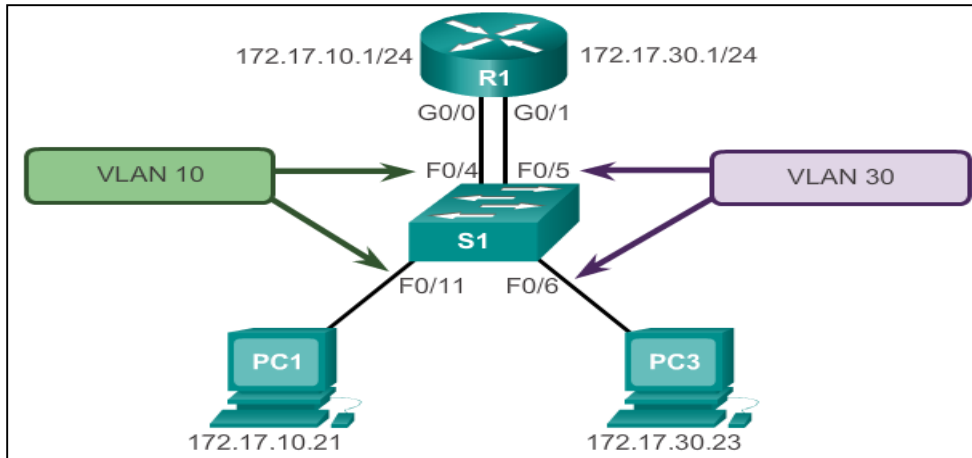 172.17.10.1/24
172.17.30.1/24
R1
G0/0
G0/1
VLAN 10
F0/4
F0/5
VLAN 30
S1
F0/11
F0/6
PC1
PC3
172.17.10.21
172.17.30.23